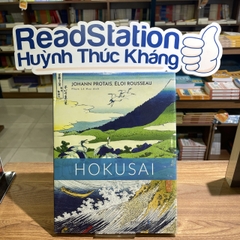 ReadStation
Huỳnh Thúc Kháng
JOHANN PROTAIS, ÉLOI ROUSSEAU
HOKUSAI